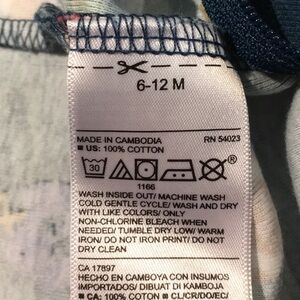 6-12 M
MADE IN CAMBODIA RN 54023
■ US: 100% COTTON
30
1166
WASH INSIDE OUT/ MACHINE WASH
COLD GENTLE CYCLE/ WASH AND DRY
WITH LIKE COLORS/ ONLY
NON-CHLORINE BLEACH WHEN
NEEDED/ TUMBLE DRY LOW/ WARM
IRON/ DO NOT IRON PRINT/ DO NOT
DRY CLEAN
CA 17897
HECHO EN CAMBOYA CON INSUMOS
IMPORTADOS/ DIBUAT DI KAMBOJA
■ CA: 100% COTON ■ CL/CR/DO/EC/